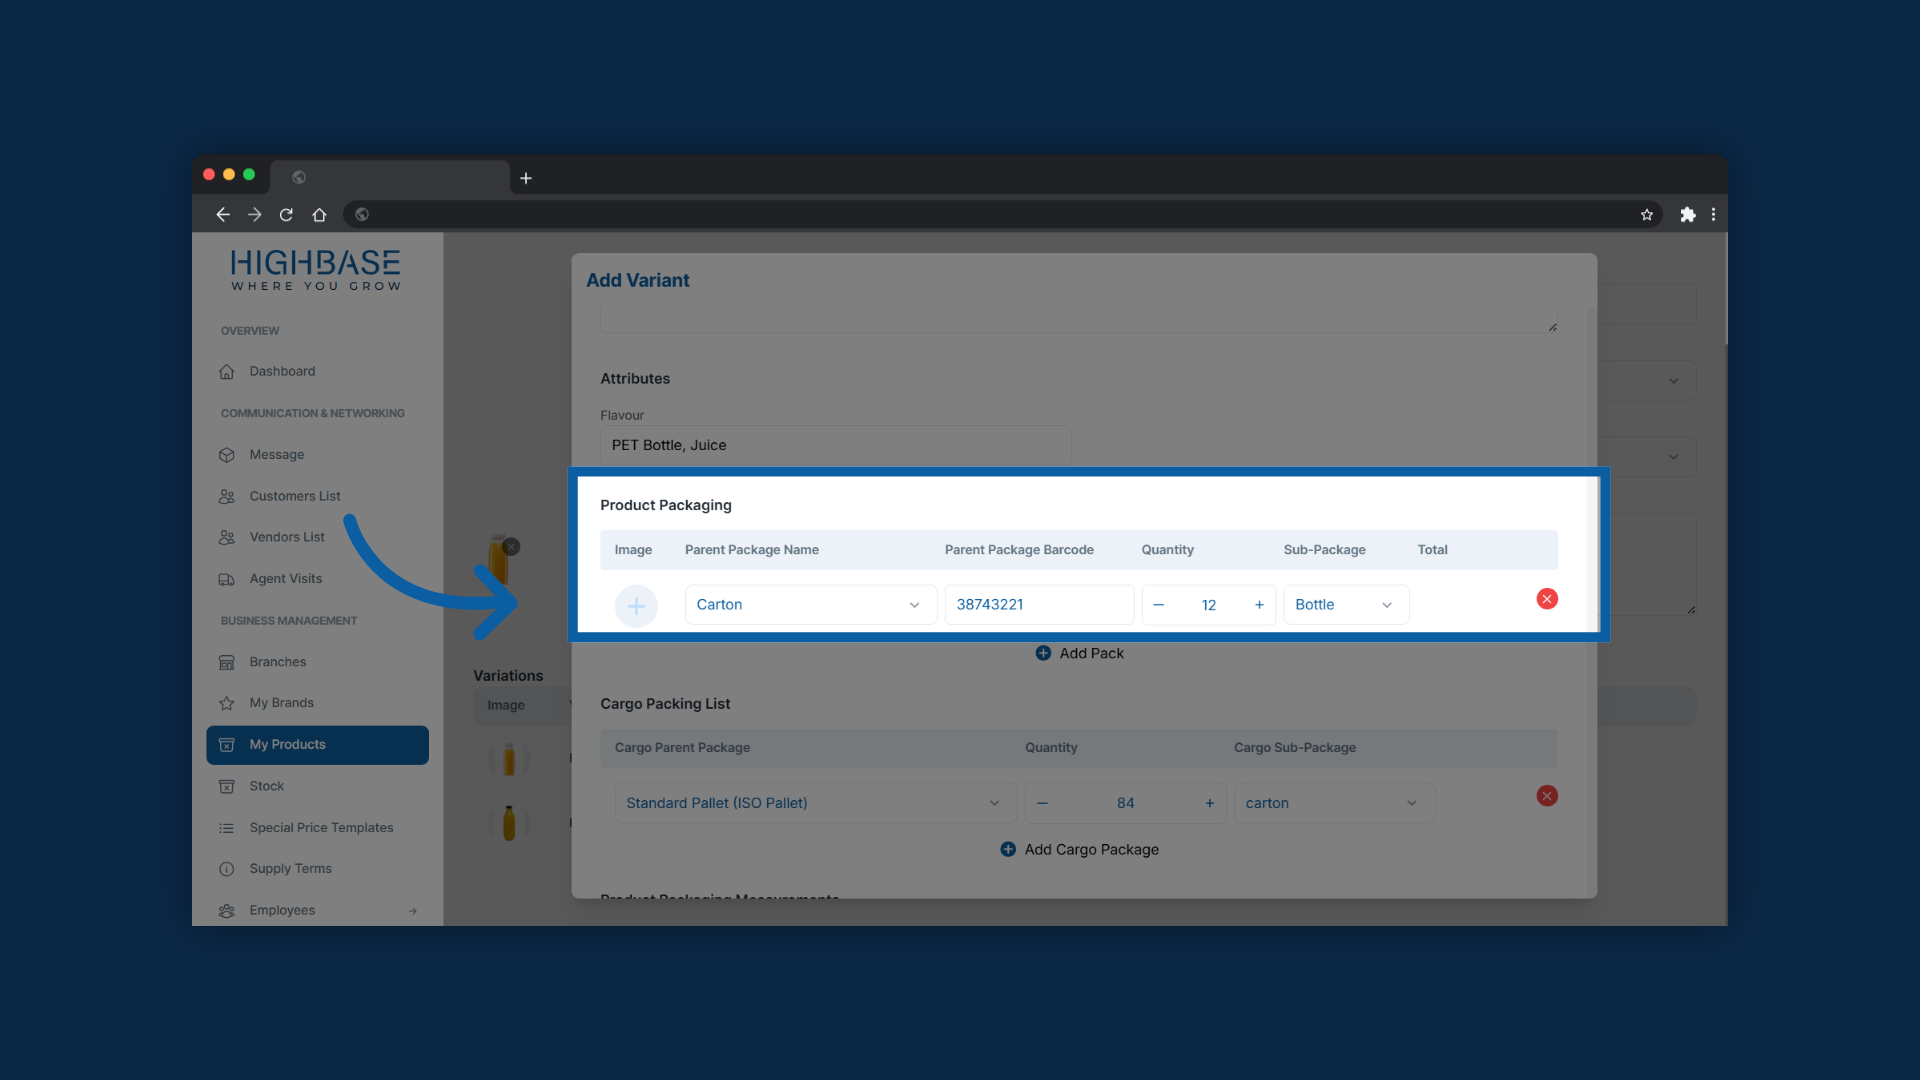 HIGHBASE
WHERE YOU GROW
OVERVIEW
Dashboard
COMMUNICATION & NETWORKING
Message
Customers List
Vendors List
Agent Visits
BUSINESS MANAGEMENT
Branches
My Brands
My Products
Stock
Special Price Templates
Supply Terms
Employees
Variations
Image
Add Variant
Attributes
Flavour
PET Bottle, Juice
Product Packaging
Image Parent Package Name Parent Package Barcode Quantity Sub-Package Total
Carton 38743221 12 Bottle
Add Pack
Cargo Packing List
Cargo Parent Package Quantity Cargo Sub-Package
Standard Pallet (ISO Pallet) 84 carton
Add Cargo Package
Product Packaging Measurements